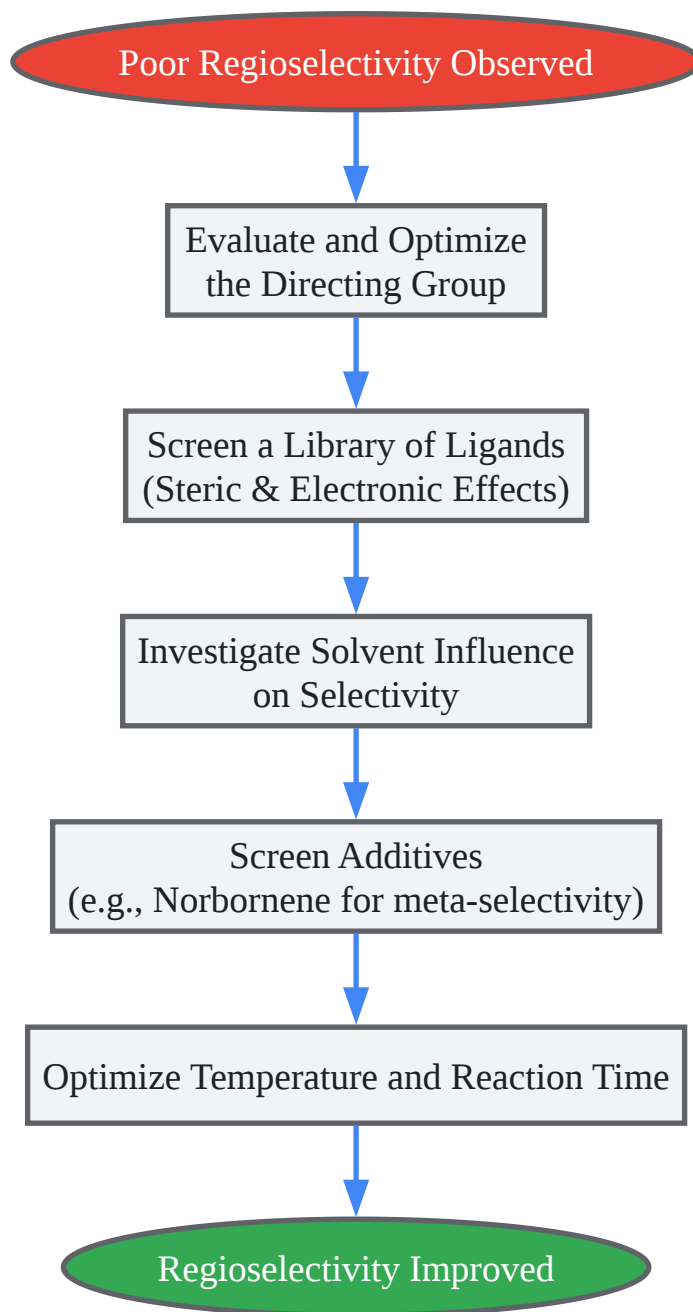 Poor Regioselectivity Observed
Evaluate and Optimize
the Directing Group
Screen a Library of Ligands
(Steric & Electronic Effects)
Investigate Solvent Influence
on Selectivity
Screen Additives
(e.g., Norbornene for meta-selectivity)
Optimize Temperature and Reaction Time
Regioselectivity Improved